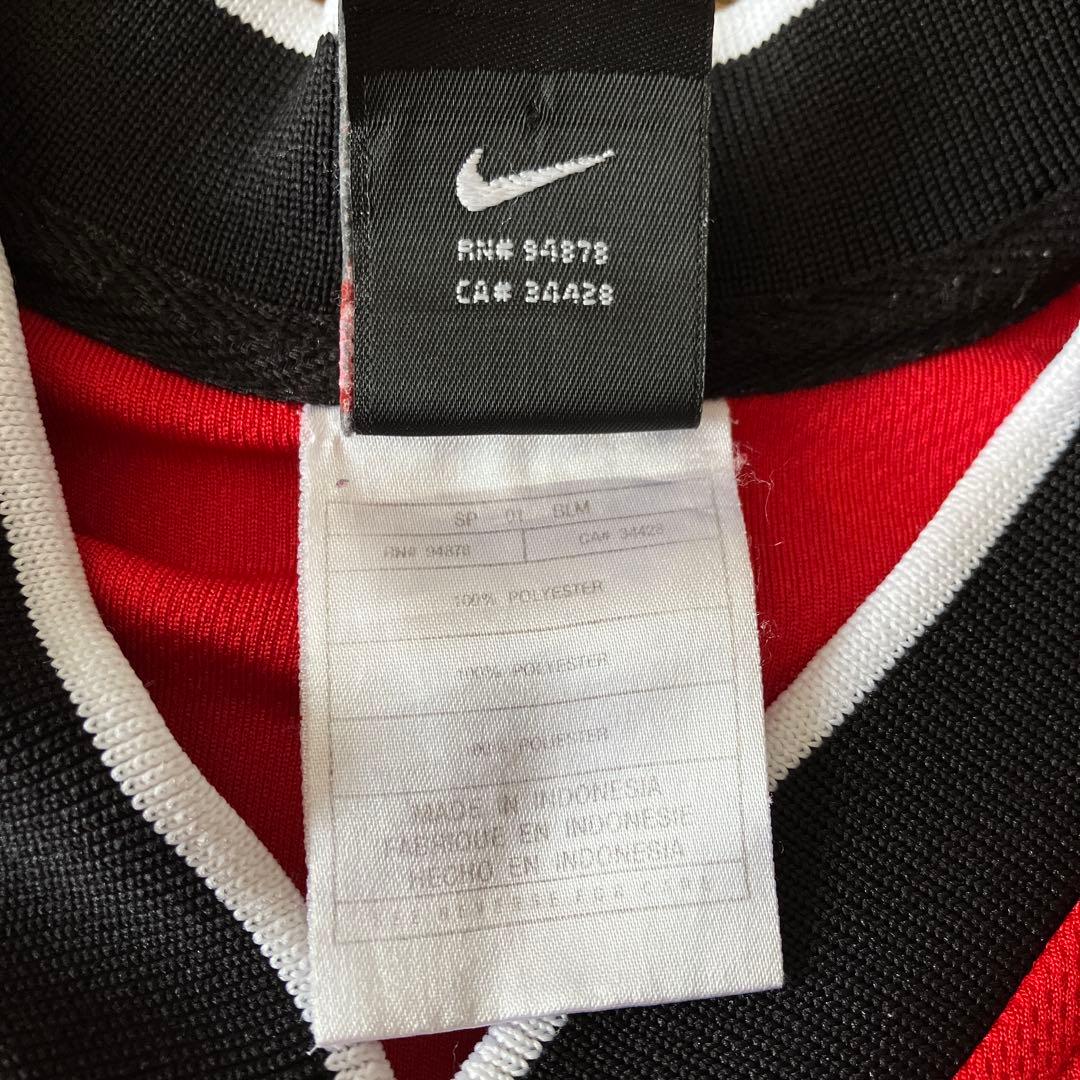 RN# 94878
CA# 34428
SP 01 BLM
RN# 94878 CA# 34428
100% POLYESTER
100% POLYESTER
100% POLIESTER
MADE IN INDONESIA
FABRIQUE EN INDONESIE
HECHO EN INDONESIA